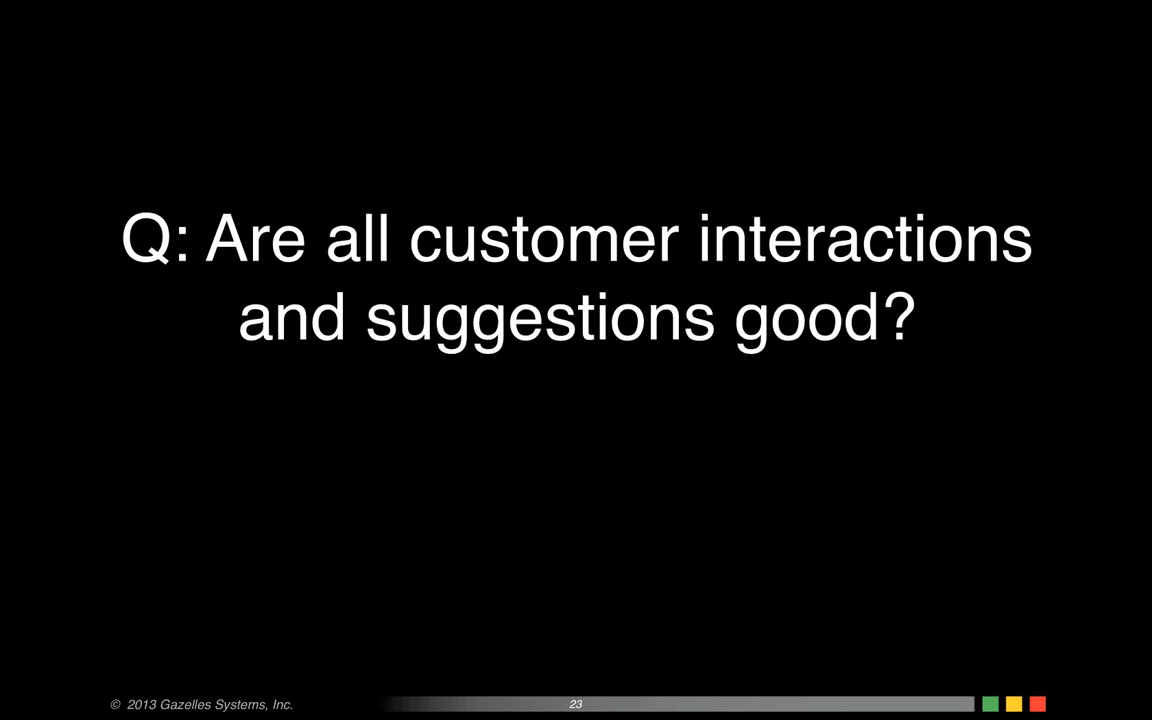 Q: Are all customer interactions
and suggestions good?
© 2013 Gazelles Systems, Inc.
23